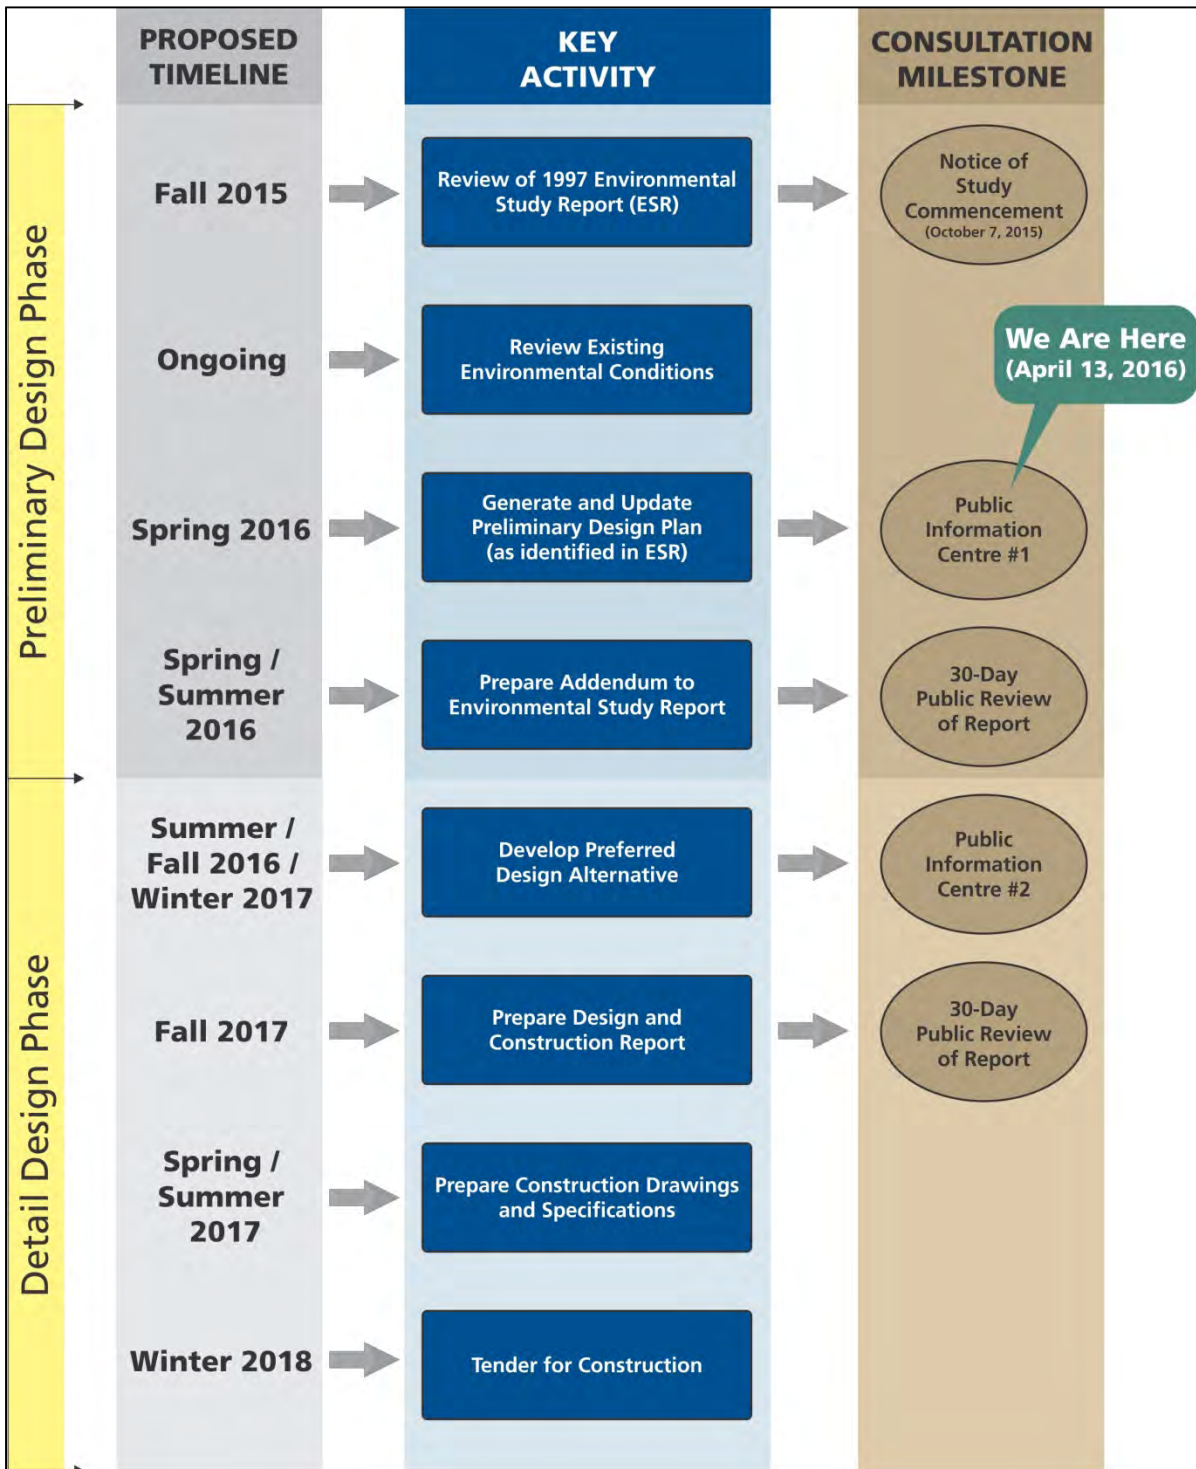 PROPOSED
TIMELINE
KEY
ACTIVITY
CONSULTATION
MILESTONE
Preliminary Design Phase
Fall 2015
Review of 1997 Environmental
Study Report (ESR)
Notice of
Study
Commencement
(October 7, 2015)
Ongoing
Review Existing
Environmental Conditions
We Are Here
(April 13, 2016)
Spring 2016
Generate and Update
Preliminary Design Plan
(as identified in ESR)
Public
Information
Centre #1
Spring /
Summer
2016
Prepare Addendum to
Environmental Study Report
30-Day
Public Review
of Report
Detail Design Phase
Summer /
Fall 2016 /
Winter 2017
Develop Preferred
Design Alternative
Public
Information
Centre #2
Fall 2017
Prepare Design and
Construction Report
30-Day
Public Review
of Report
Spring /
Summer
2017
Prepare Construction Drawings
and Specifications
Winter 2018
Tender for Construction